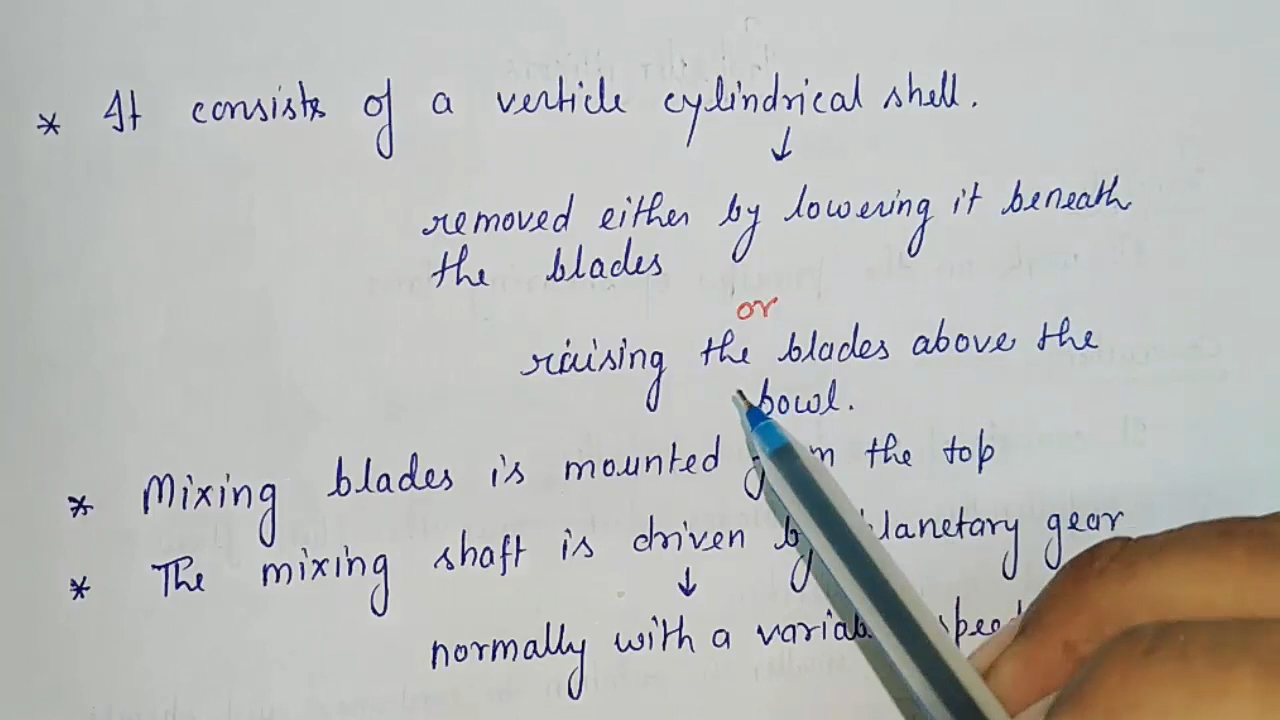 * It consists of a verticle cylindrical shell.
↓
removed either by lowering it beneath
the blades
or
raising the blades above the
bowl.
* Mixing blades is mounted the top
* The mixing shaft is driven gear
↓
normally with a